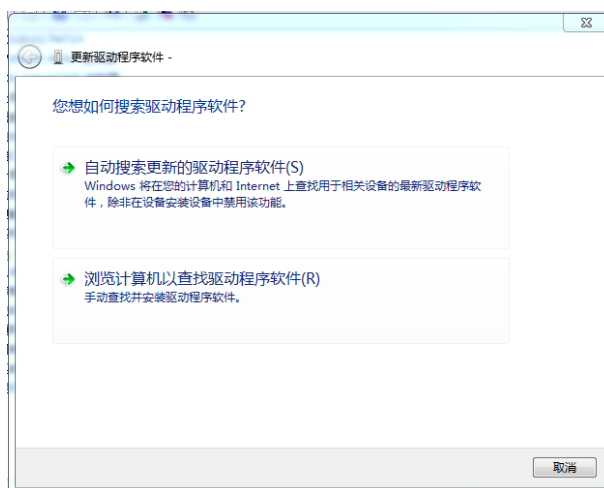 更新驱动程序软件 -
您想如何搜索驱动程序软件?
自动搜索更新的驱动程序软件(S)
Windows 将在您的计算机和 Internet 上查找用于相关设备的最新驱动程序软
件，除非在设备安装设备中禁用该功能。
浏览计算机以查找驱动程序软件(R)
手动查找并安装驱动程序软件。
取消